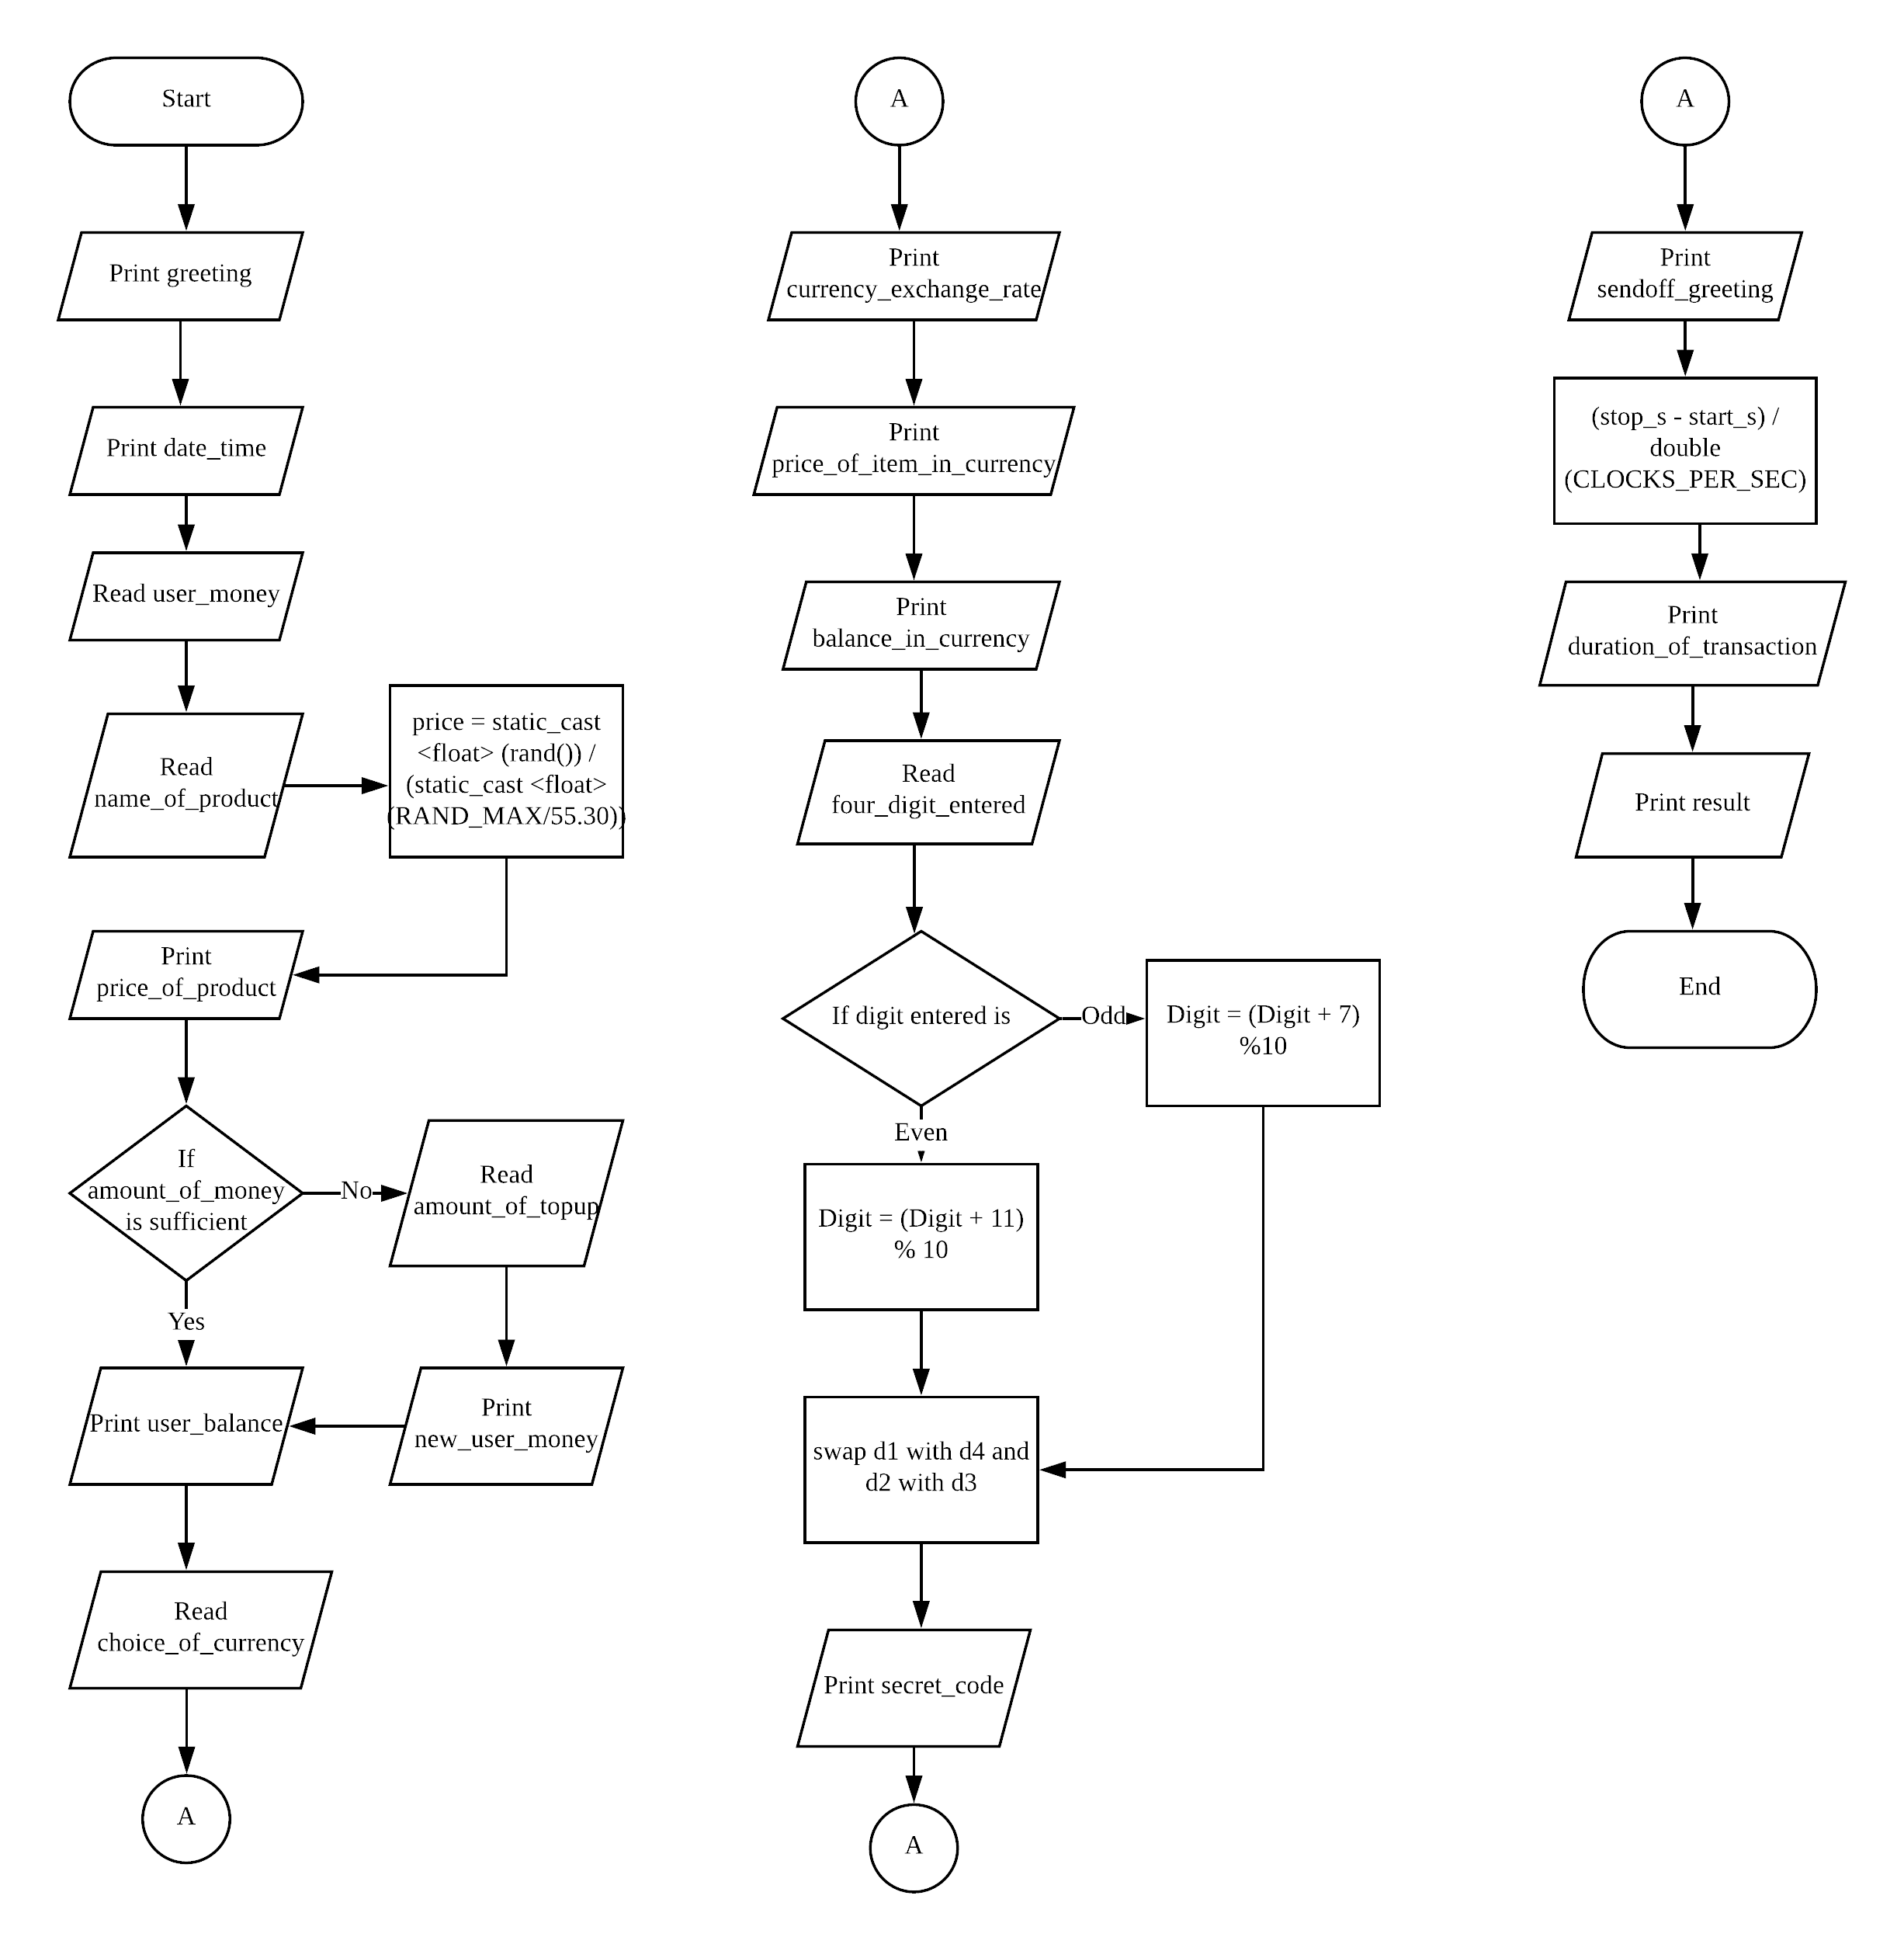 Start
Print greeting
Print date_time
Read user_money
Read
name_of_product
price = static_cast
<float> (rand()) /
(static_cast <float>
(RAND_MAX/55.30))
Print
price_of_product
If
amount_of_money
is sufficient
No
Read
amount_of_topup
Yes
Print user_balance
Print
new_user_money
Read
choice_of_currency
A
A
Print
currency_exchange_rate
Print
price_of_item_in_currency
Print
balance_in_currency
Read
four_digit_entered
If digit entered is
Odd
Digit = (Digit + 7)
%10
Even
Digit = (Digit + 11)
% 10
swap d1 with d4 and
d2 with d3
Print secret_code
A
A
Print
sendoff_greeting
(stop_s - start_s) /
double
(CLOCKS_PER_SEC)
Print
duration_of_transaction
Print result
End